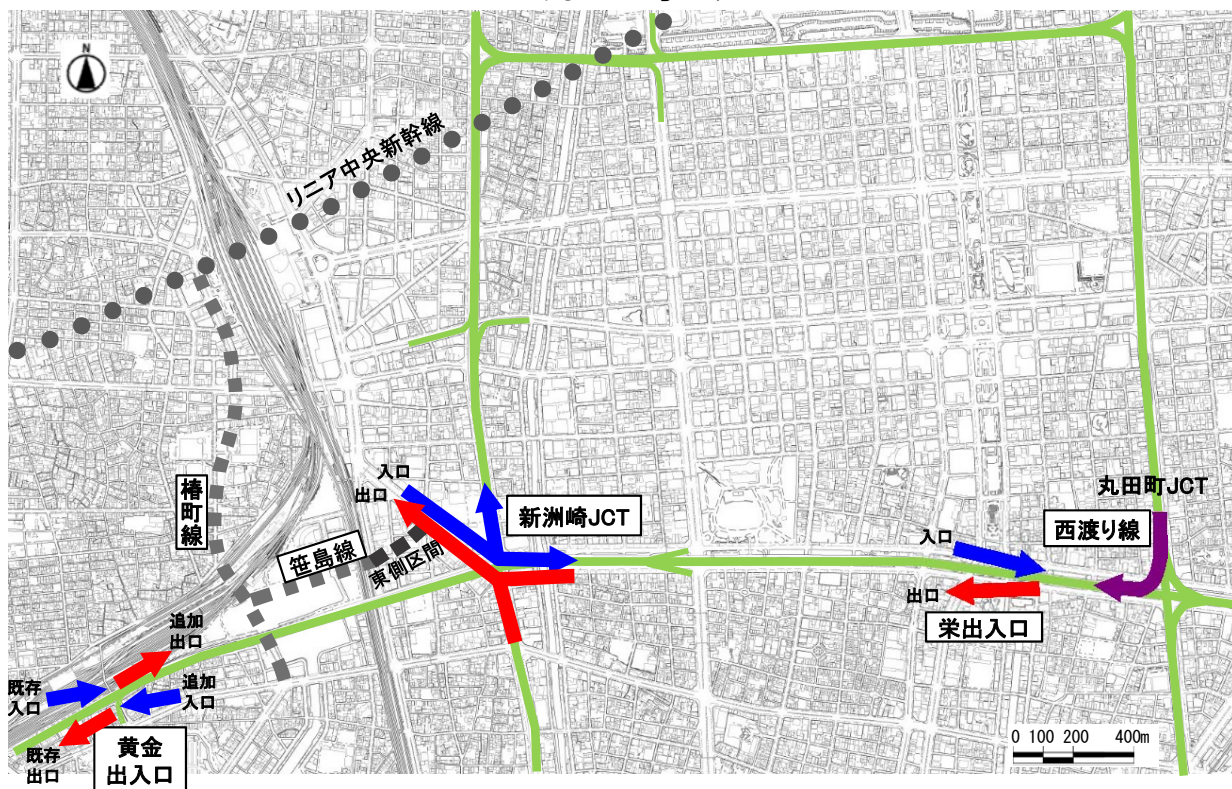 N
リニア中央新幹線
椿町線
笹島線
東側区間
入口
出口
新洲崎JCT
丸田町JCT
西渡り線
入口
出口
栄出入口
追加
出口
既存
入口
追加
入口
既存
出口
黄金
出入口
0 100 200 400m